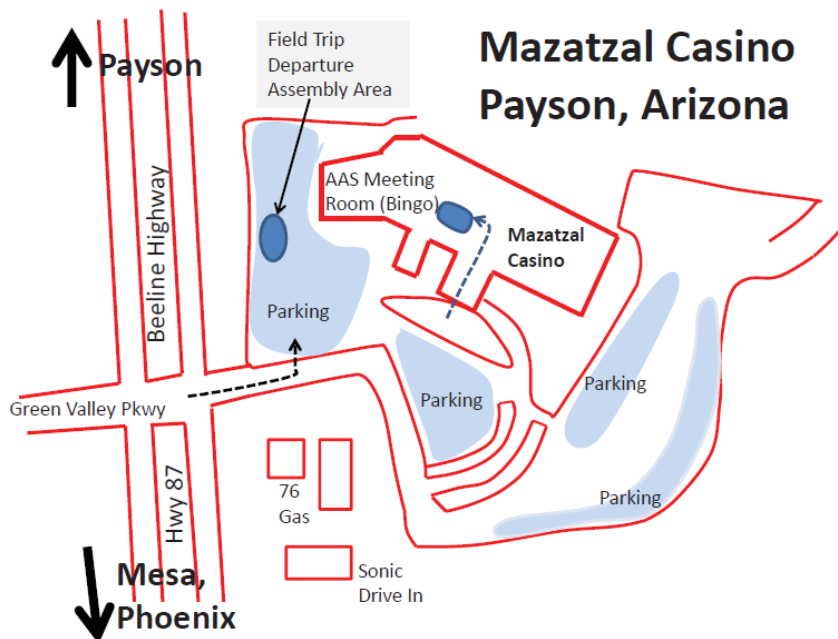 Mazatzal Casino
Payson, Arizona
Payson
Field Trip
Departure
Assembly Area
Beeline Highway
AAS Meeting
Room (Bingo)
Mazatzal
Casino
Parking
Parking
Parking
Parking
Green Valley Pkwy
Hwy 87
76
Gas
Sonic
Drive In
Mesa,
Phoenix